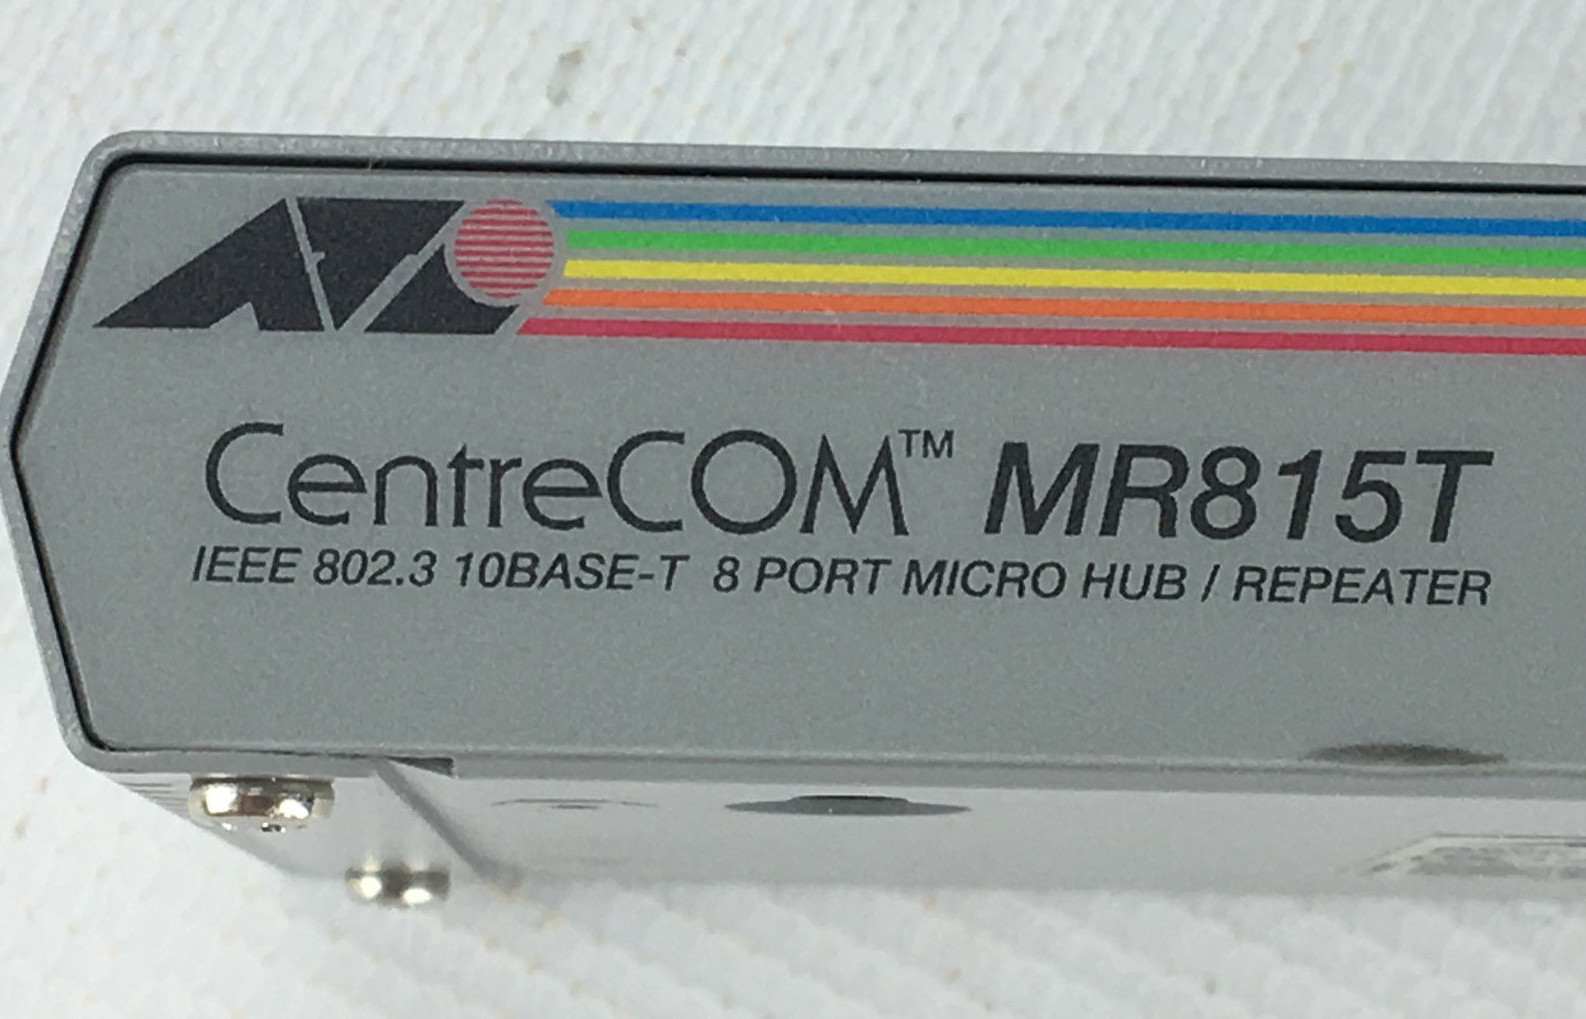 CentreCOM™ MR815T
IEEE 802.3 10BASE-T 8 PORT MICRO HUB / REPEATER